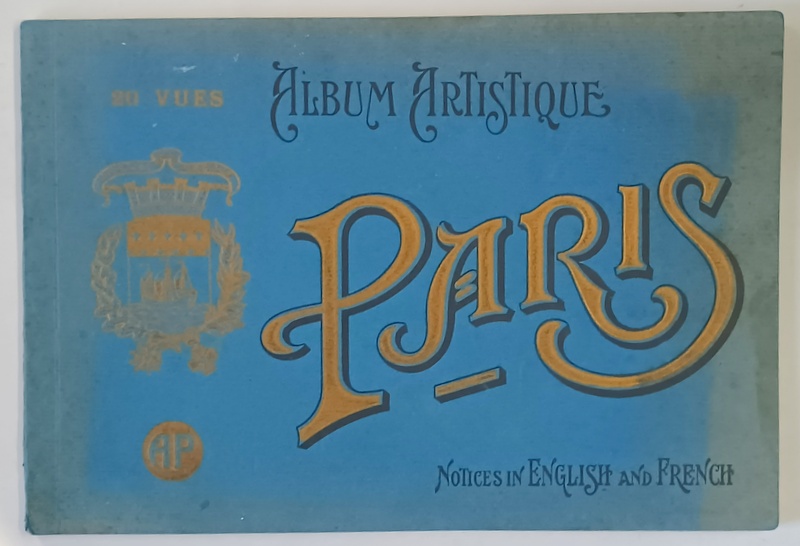 20 VUES
ALBUM ARTISTIQUE
PARIS
AP
NOTICES IN ENGLISH AND FRENCH